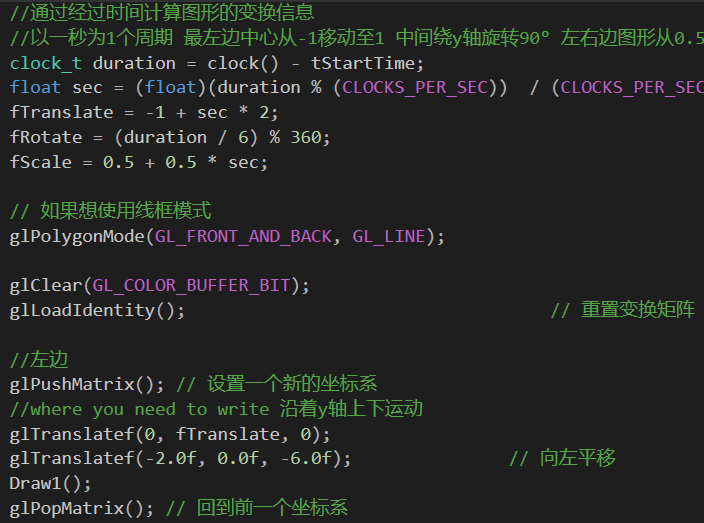 //通过经过时间计算图形的变换信息
//以一秒为1个周期 最左边中心从-1移动至1 中间绕y轴旋转90° 左右边图形从0.5
clock_t duration = clock() - tStartTime;
float sec = (float)(duration % (CLOCKS_PER_SEC))  / (CLOCKS_PER_SEC
fTranslate = -1 + sec * 2;
fRotate = (duration / 6) % 360;
fScale = 0.5 + 0.5 * sec;
// 如果想使用线框模式
glPolygonMode(GL_FRONT_AND_BACK, GL_LINE);
glClear(GL_COLOR_BUFFER_BIT);
glLoadIdentity(); // 重置变换矩阵
//左边
glPushMatrix(); // 设置一个新的坐标系
//where you need to write 沿着y轴上下运动
glTranslatef(0, fTranslate, 0);
glTranslatef(-2.0f, 0.0f, -6.0f); // 向左平移
Draw1();
glPopMatrix(); // 回到前一个坐标系